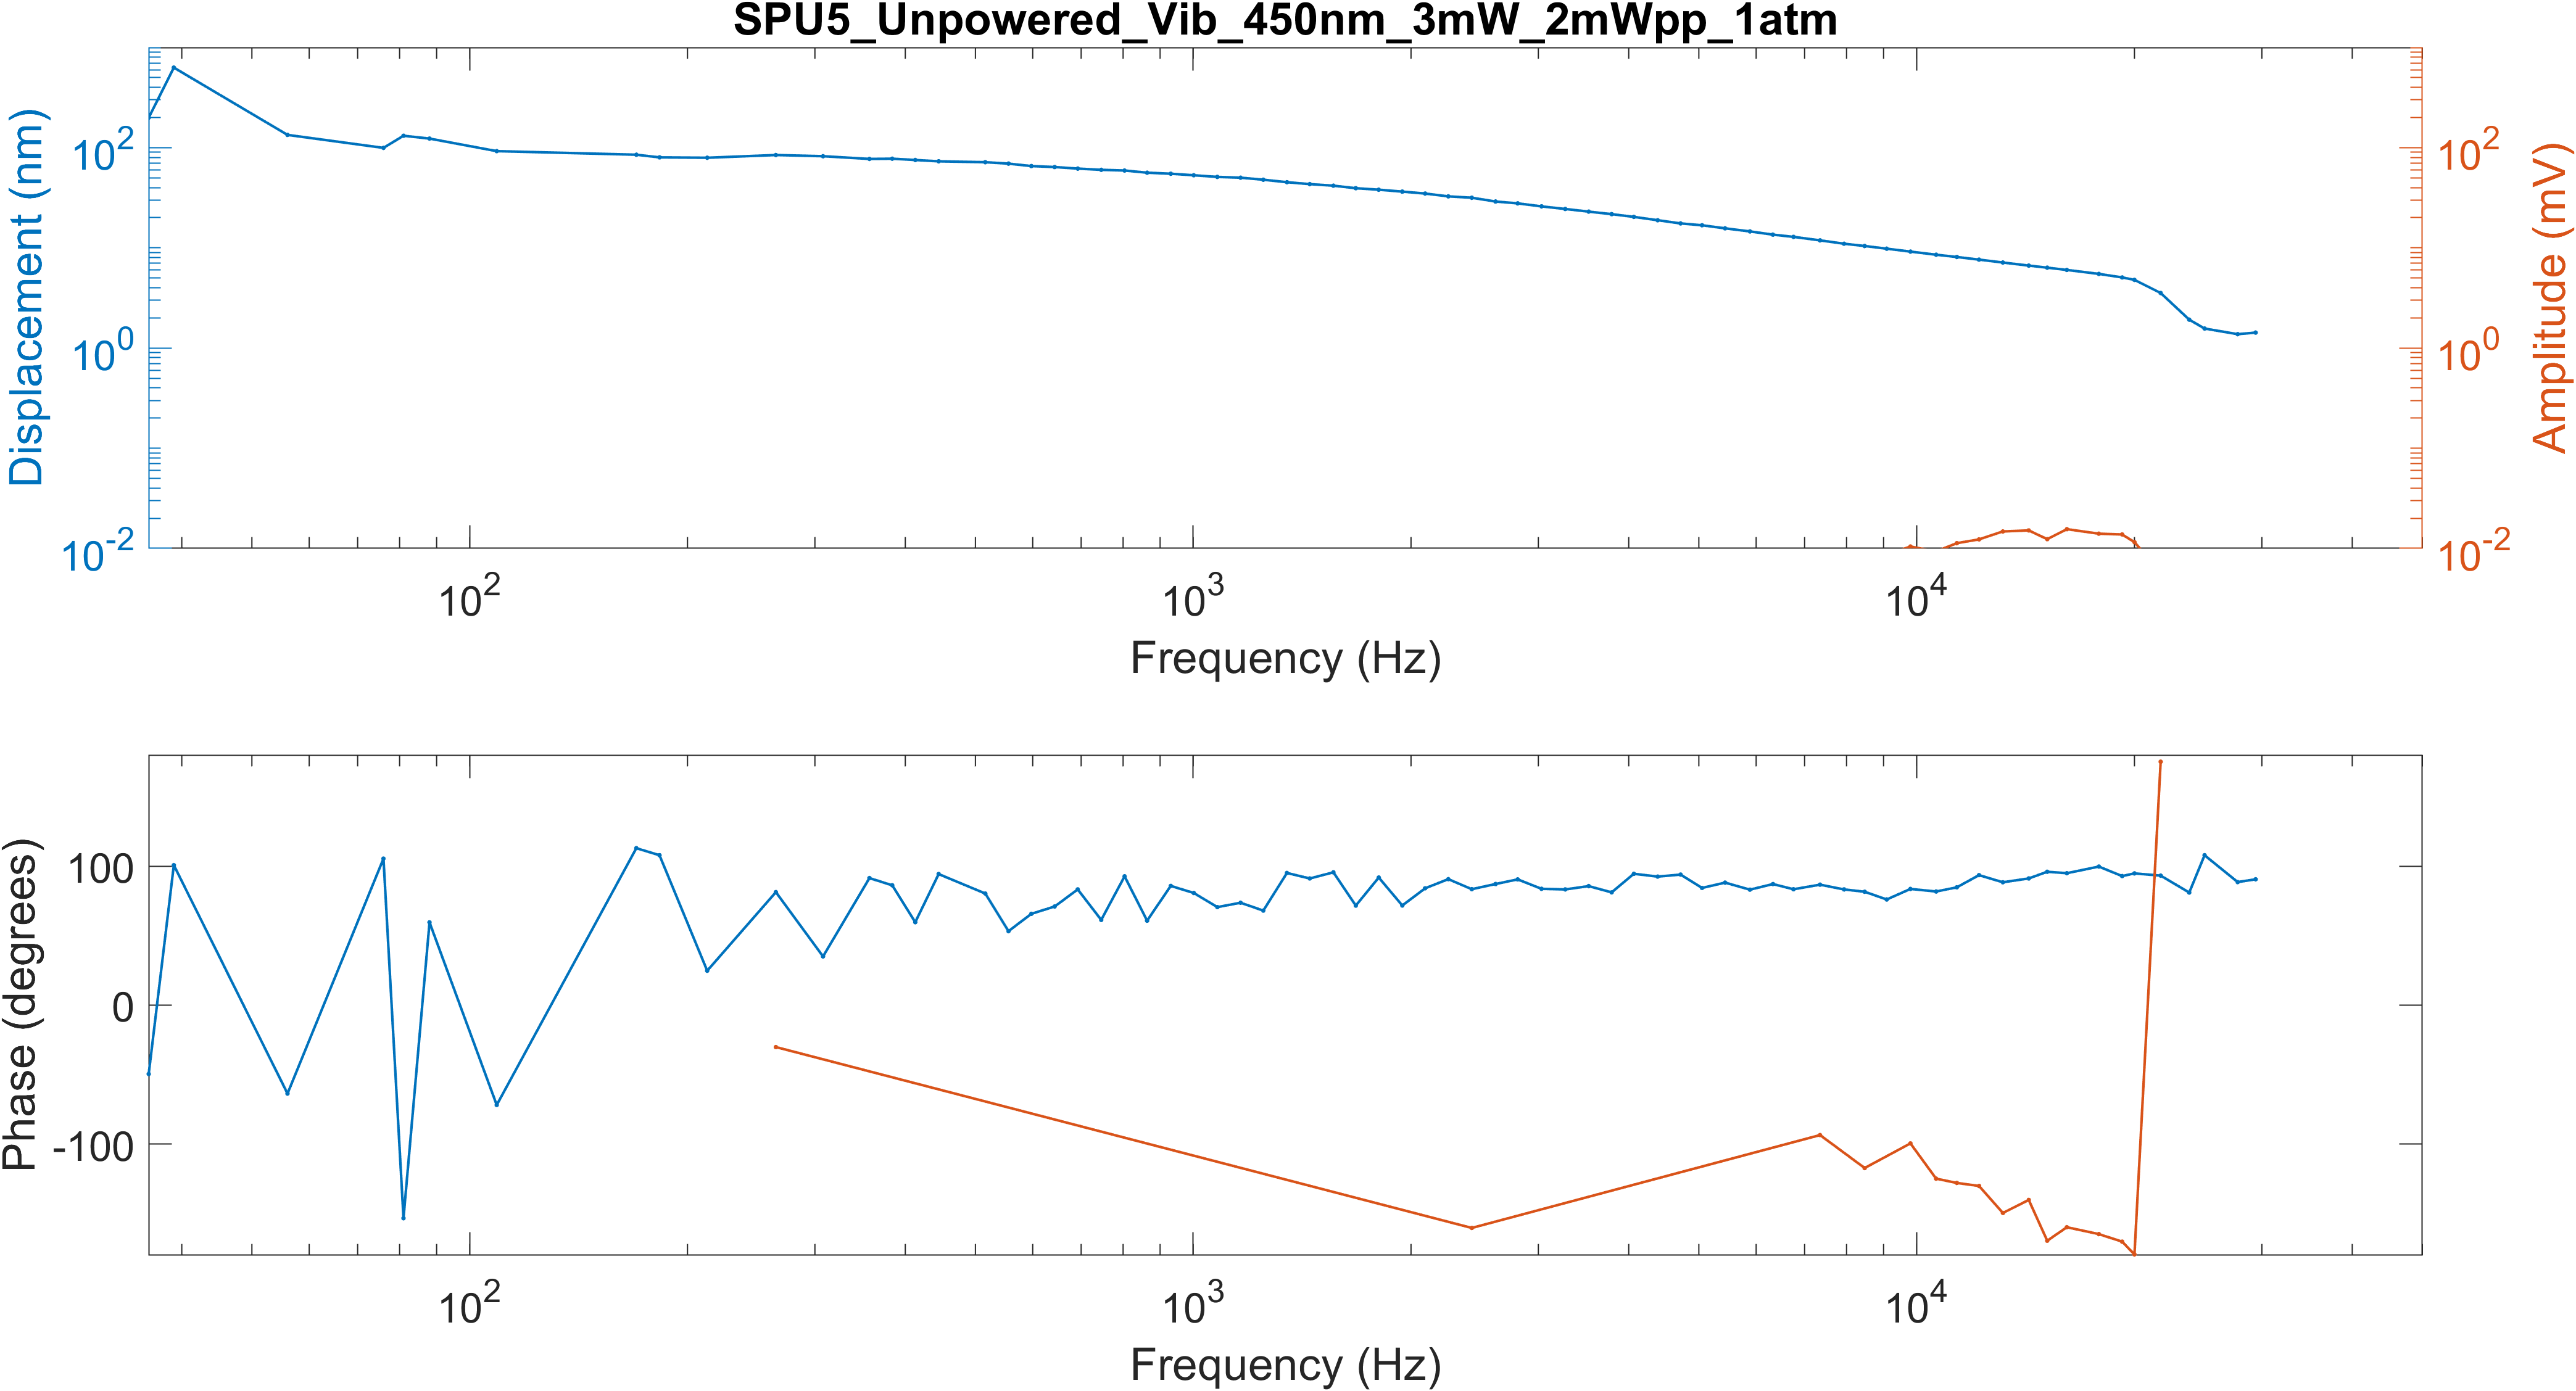 SPU5_Unpowered_Vib_450nm_3mW_2mWpp_1atm
Displacement (nm)
10^2
10^0
10^-2
10^2
10^0
10^-2
Amplitude (mV)
10^2
10^3
10^4
Frequency (Hz)
Phase (degrees)
100
0
-100
10^2
10^3
10^4
Frequency (Hz)